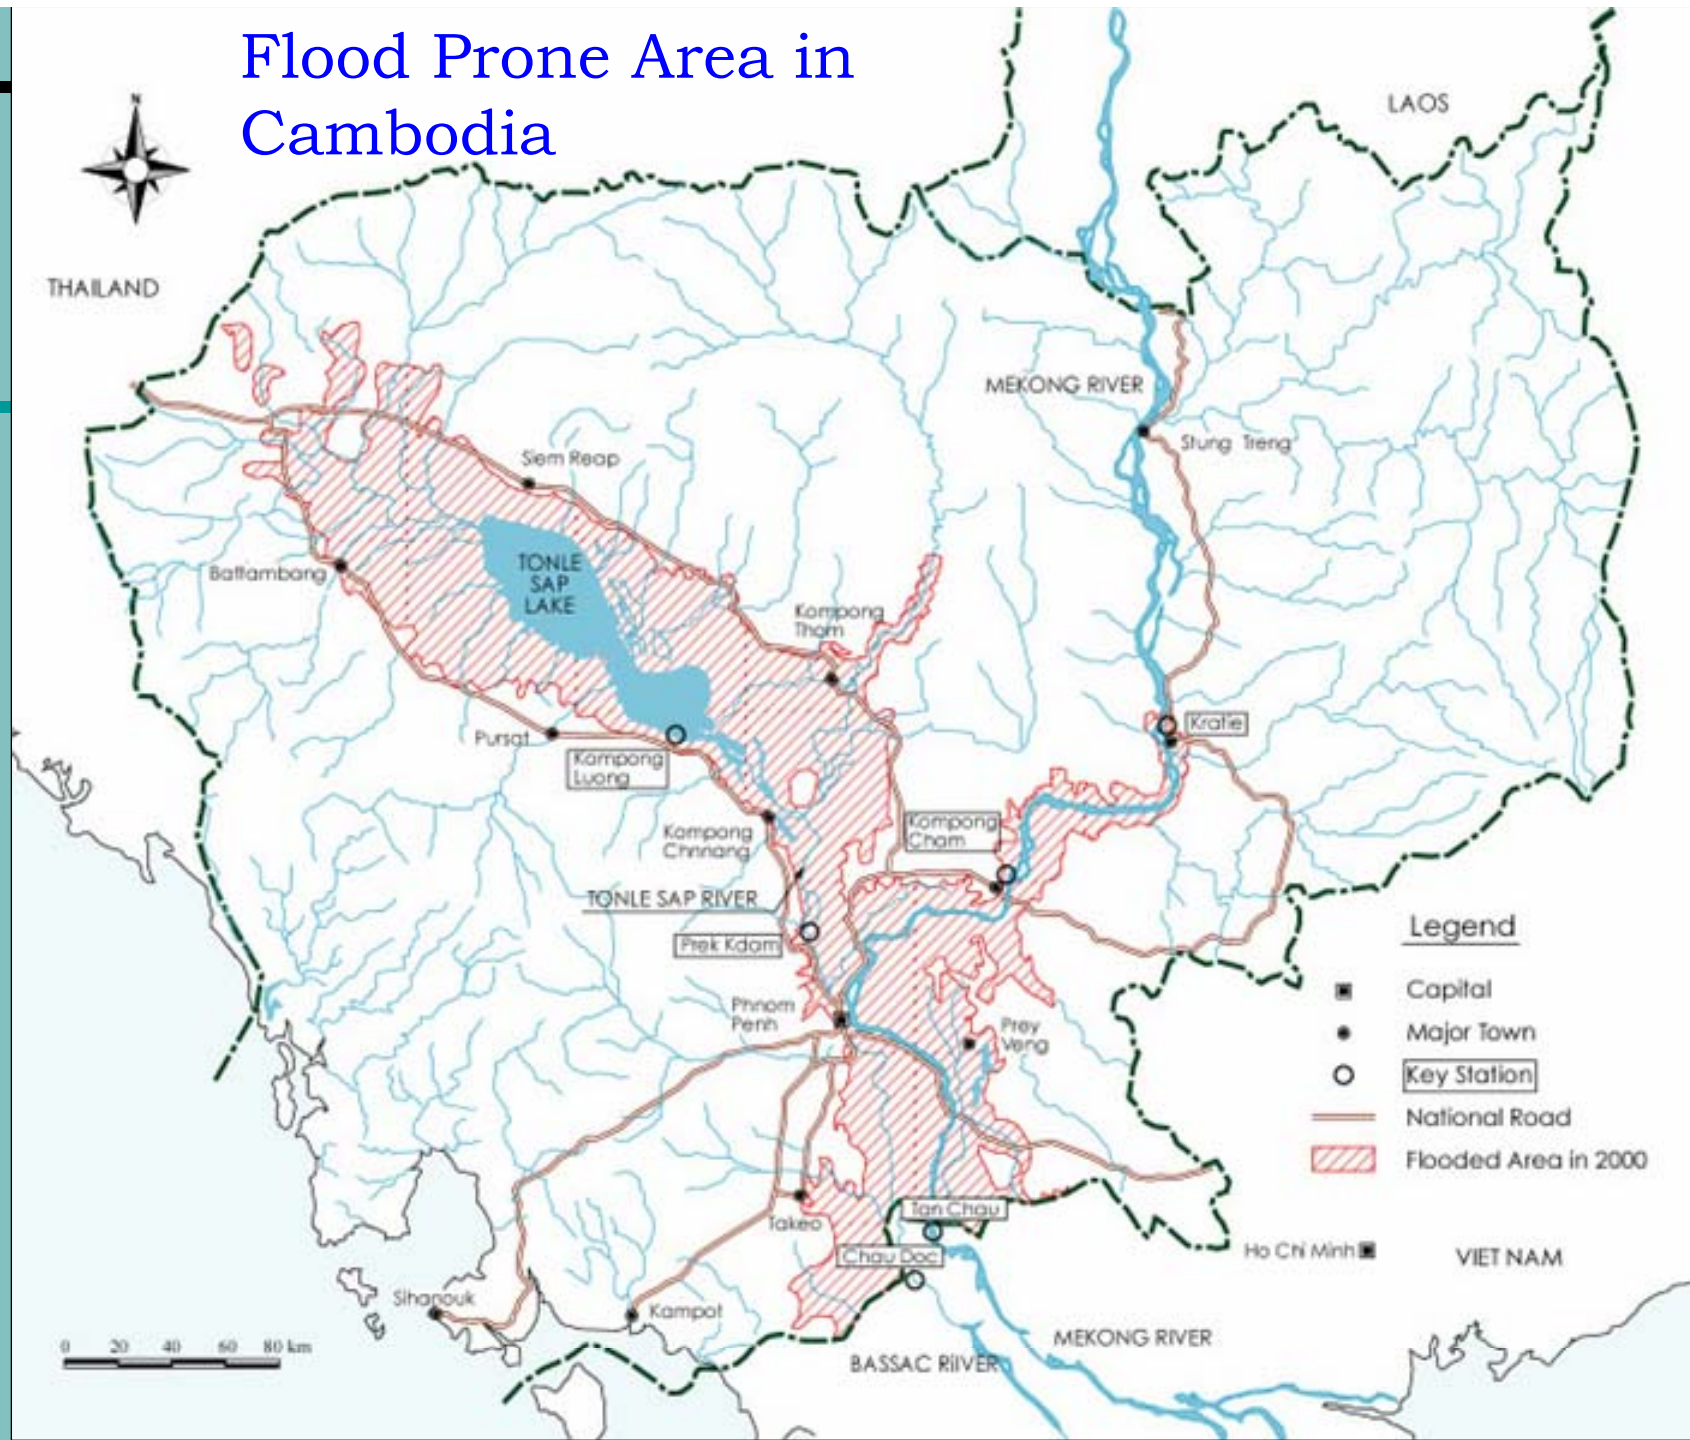 Flood Prone Area in
Cambodia
N
LAOS
THAILAND
MEKONG RIVER
Stung Treng
Siem Reap
TONLE
SAP
LAKE
Battambang
Kompong
Thom
Kratie
Pursat
Kompong
Luong
Kompong
Cham
Kompong
Chnnang
TONLE SAP RIVER
Prek Kdam
Phnom
Penh
Prey
Veng
Legend
Capital
Major Town
Key Station
National Road
Flooded Area in 2000
Tan Chau
Takeo
Chau Doc
Ho Chi Minh
VIET NAM
Sihanouk
Kampot
MEKONG RIVER
BASSAC RIIVER
0 20 40 60 80 km